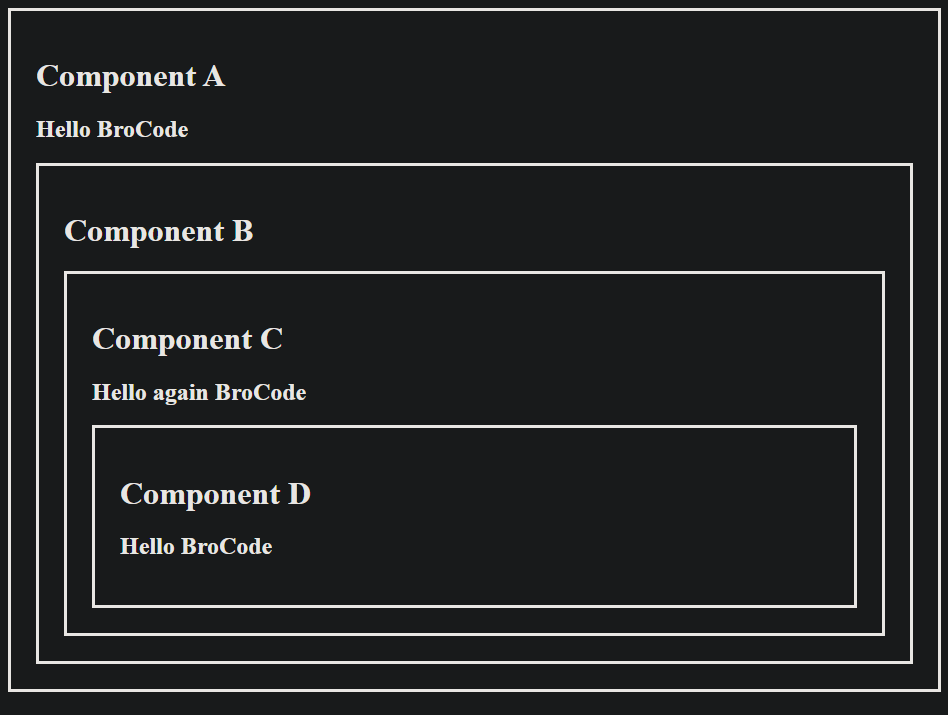 Component A
Hello BroCode
Component B
Component C
Hello again BroCode
Component D
Hello BroCode